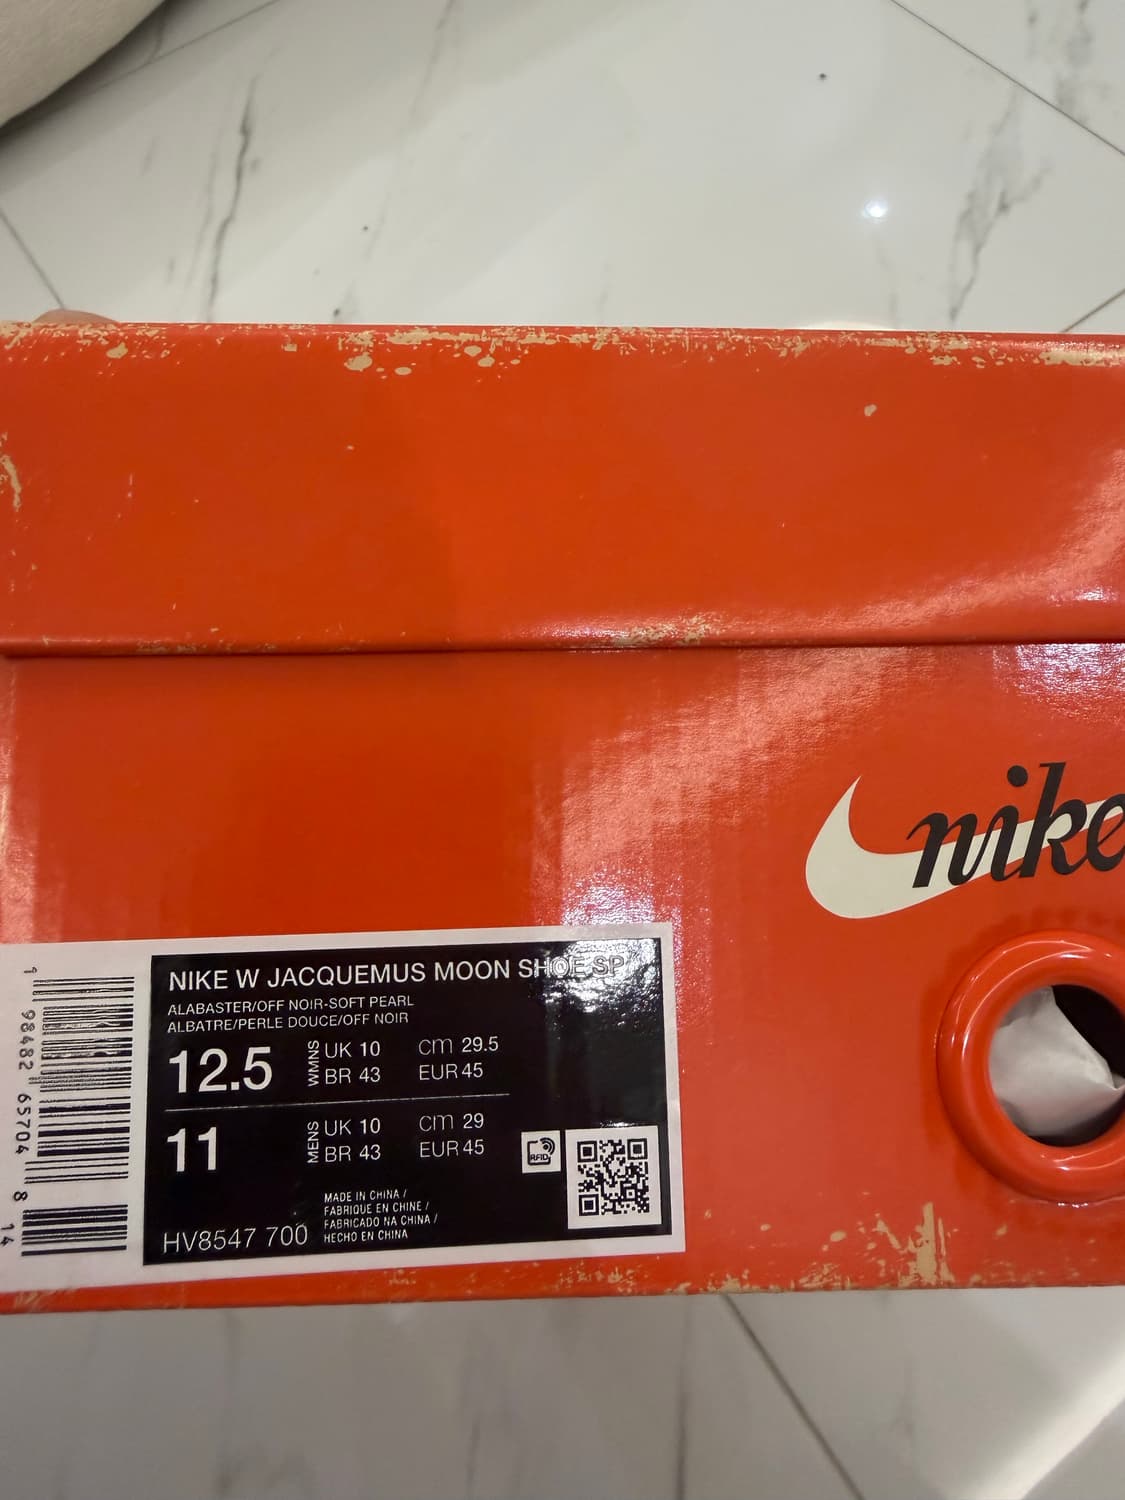 nike
NIKE W JACQUEMUS MOON SHOE SP
ALABASTER/OFF NOIR-SOFT PEARL
ALBATRE/PERLE DOUCE/OFF NOIR
12.5 WMNS UK 10 cm 29.5
BR 43 EUR 45
11 MENS UK 10 cm 29
BR 43 EUR 45
RFID
MADE IN CHINA /
FABRIQUE EN CHINE /
FABRICADO NA CHINA /
HECHO EN CHINA
HV8547 700
1 98482 65704 8 14